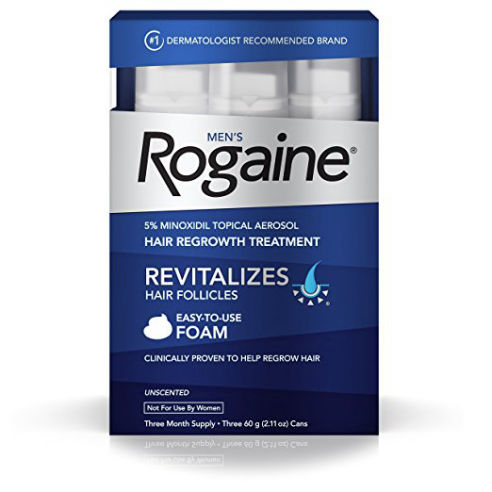 #1 DERMATOLOGIST RECOMMENDED BRAND
MEN'S
Rogaine®
5% MINOXIDIL TOPICAL AEROSOL
HAIR REGROWTH TREATMENT
REVITALIZES
HAIR FOLLICLES
EASY-TO-USE
FOAM
CLINICALLY PROVEN TO HELP REGROW HAIR
UNSCENTED
Not For Use By Women
Three Month Supply • Three 60 g (2.11 oz) Cans